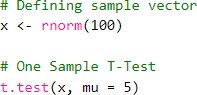 # Defining sample vector
x <- rnorm(100)
# One Sample T-Test
t.test(x, mu = 5)